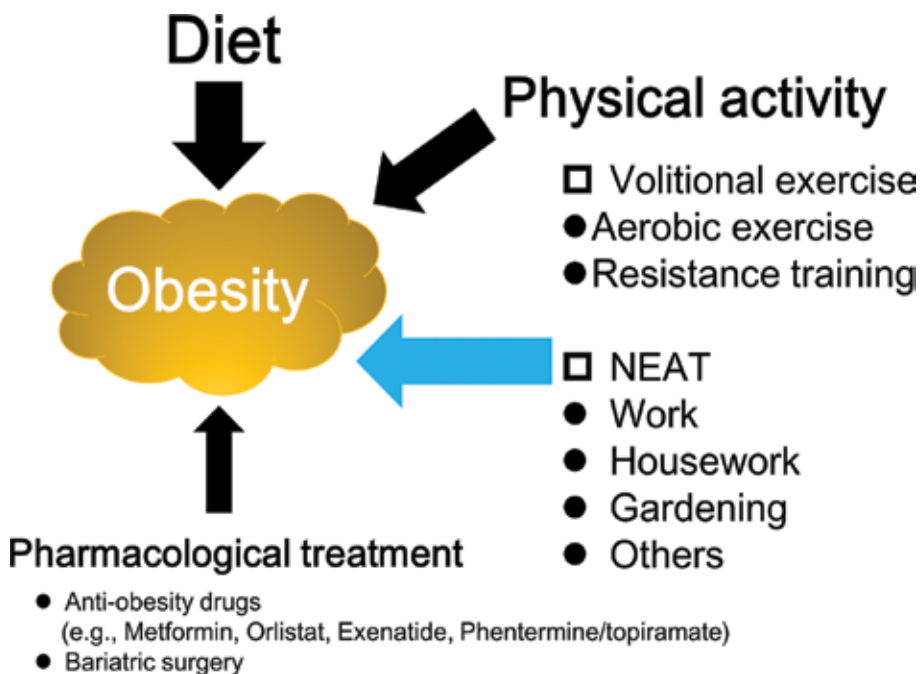 Diet
Physical activity
□ Volitional exercise
● Aerobic exercise
● Resistance training
Obesity
□ NEAT
● Work
● Housework
● Gardening
● Others
Pharmacological treatment
● Anti-obesity drugs
(e.g., Metformin, Orlistat, Exenatide, Phentermine/topiramate)
● Bariatric surgery